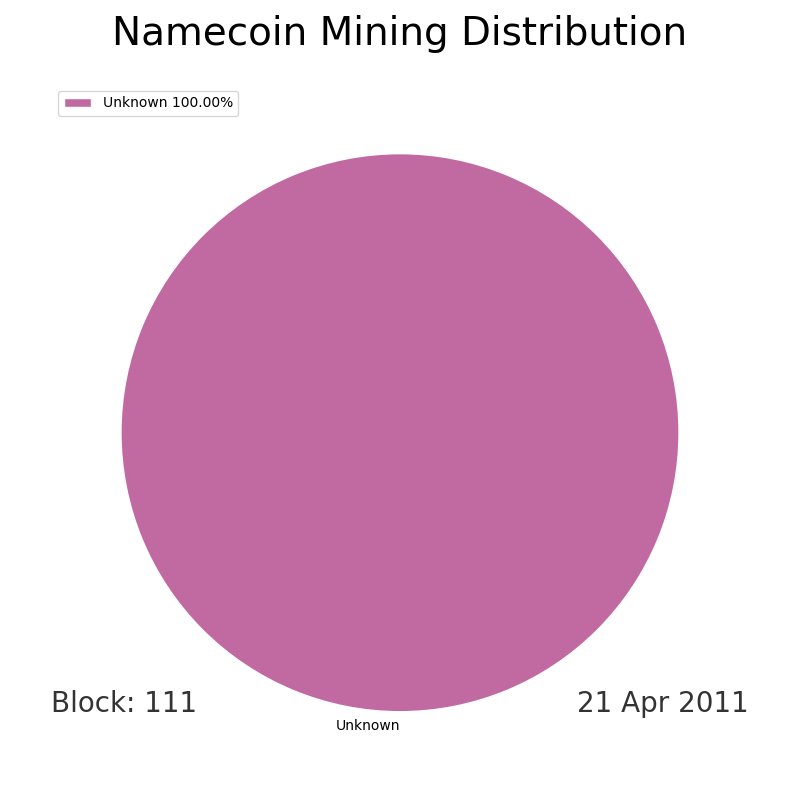 Namecoin Mining Distribution
Unknown 100.00%
Block: 111
21 Apr 2011
Unknown